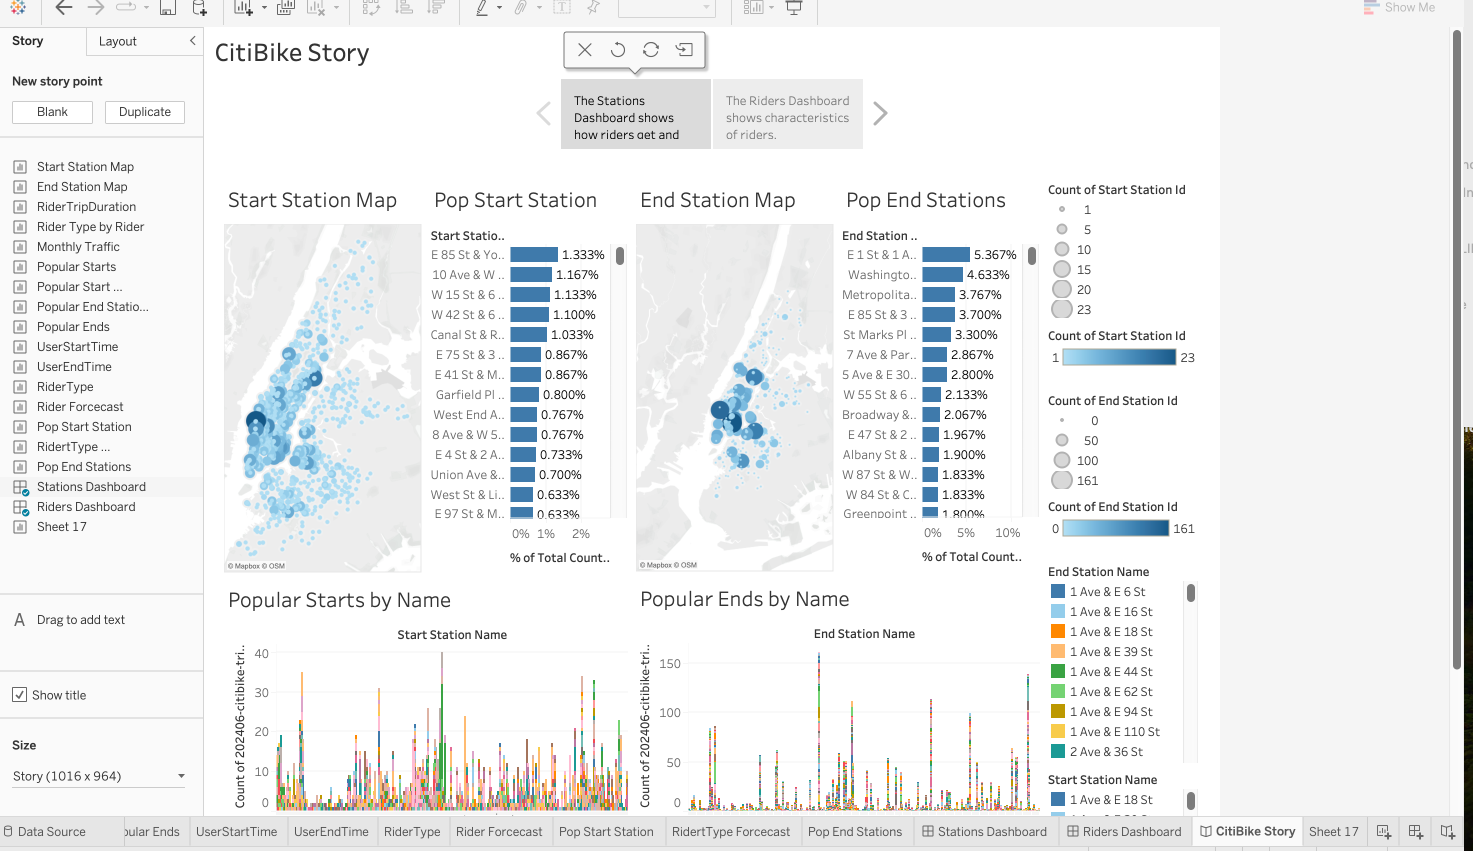 Show Me
Story
Layout
New story point
Blank
Duplicate
Start Station Map
End Station Map
RiderTripDuration
Rider Type by Rider
Monthly Traffic
Popular Starts
Popular Start ...
Popular End Statio...
Popular Ends
UserStartTime
UserEndTime
RiderType
Rider Forcecast
Pop Start Station
RidertType ...
Pop End Stations
Stations Dashboard
Riders Dashboard
Sheet 17
A Drag to add text
Show title
Size
Story (1016 x 964)
CitiBike Story
The Stations
Dashboard shows
how riders get and
The Riders Dashboard
shows characteristics
of riders.
Start Station Map
© Mapbox © OSM
Pop Start Station
Start Statio..
E 85 St & Yo.. 1.333%
10 Ave & W .. 1.167%
W 15 St & 6 .. 1.133%
W 42 St & 6 .. 1.100%
Canal St & R.. 1.033%
E 75 St & 3 .. 0.867%
E 41 St & M.. 0.867%
Garfield Pl .. 0.800%
West End A.. 0.767%
8 Ave & W 5.. 0.767%
E 4 St & 2 A.. 0.733%
Union Ave &.. 0.700%
West St & Li.. 0.633%
E 97 St & M.. 0.633%
0% 1% 2%
% of Total Count..
End Station Map
© Mapbox © OSM
Pop End Stations
End Station ..
E 1 St & 1 A.. 5.367%
Washingto.. 4.633%
Metropolita.. 3.767%
E 85 St & 3 .. 3.700%
St Marks Pl .. 3.300%
7 Ave & Par.. 2.867%
5 Ave & E 30.. 2.800%
W 55 St & 6 .. 2.133%
Broadway &.. 2.067%
E 47 St & 2 .. 1.967%
Albany St & .. 1.900%
W 87 St & W.. 1.833%
W 84 St & C.. 1.833%
Greenpoint .. 1.800%
0% 5% 10%
% of Total Count..
Count of Start Station Id
1
5
10
15
20
23
Count of Start Station Id
1 23
Count of End Station Id
0
50
100
161
Count of End Station Id
0 161
End Station Name
1 Ave & E 6 St
1 Ave & E 16 St
1 Ave & E 18 St
1 Ave & E 39 St
1 Ave & E 44 St
1 Ave & E 62 St
1 Ave & E 94 St
1 Ave & E 110 St
2 Ave & 36 St
Start Station Name
1 Ave & E 18 St
Popular Starts by Name
Start Station Name
Count of 202406-citibike-tri..
40
30
20
10
0
Popular Ends by Name
End Station Name
Count of 202406-citibike-tri..
150
100
50
0
Data Source
pular Ends
UserStartTime
UserEndTime
RiderType
Rider Forcecast
Pop Start Station
RidertType Forcecast
Pop End Stations
Stations Dashboard
Riders Dashboard
CitiBike Story
Sheet 17